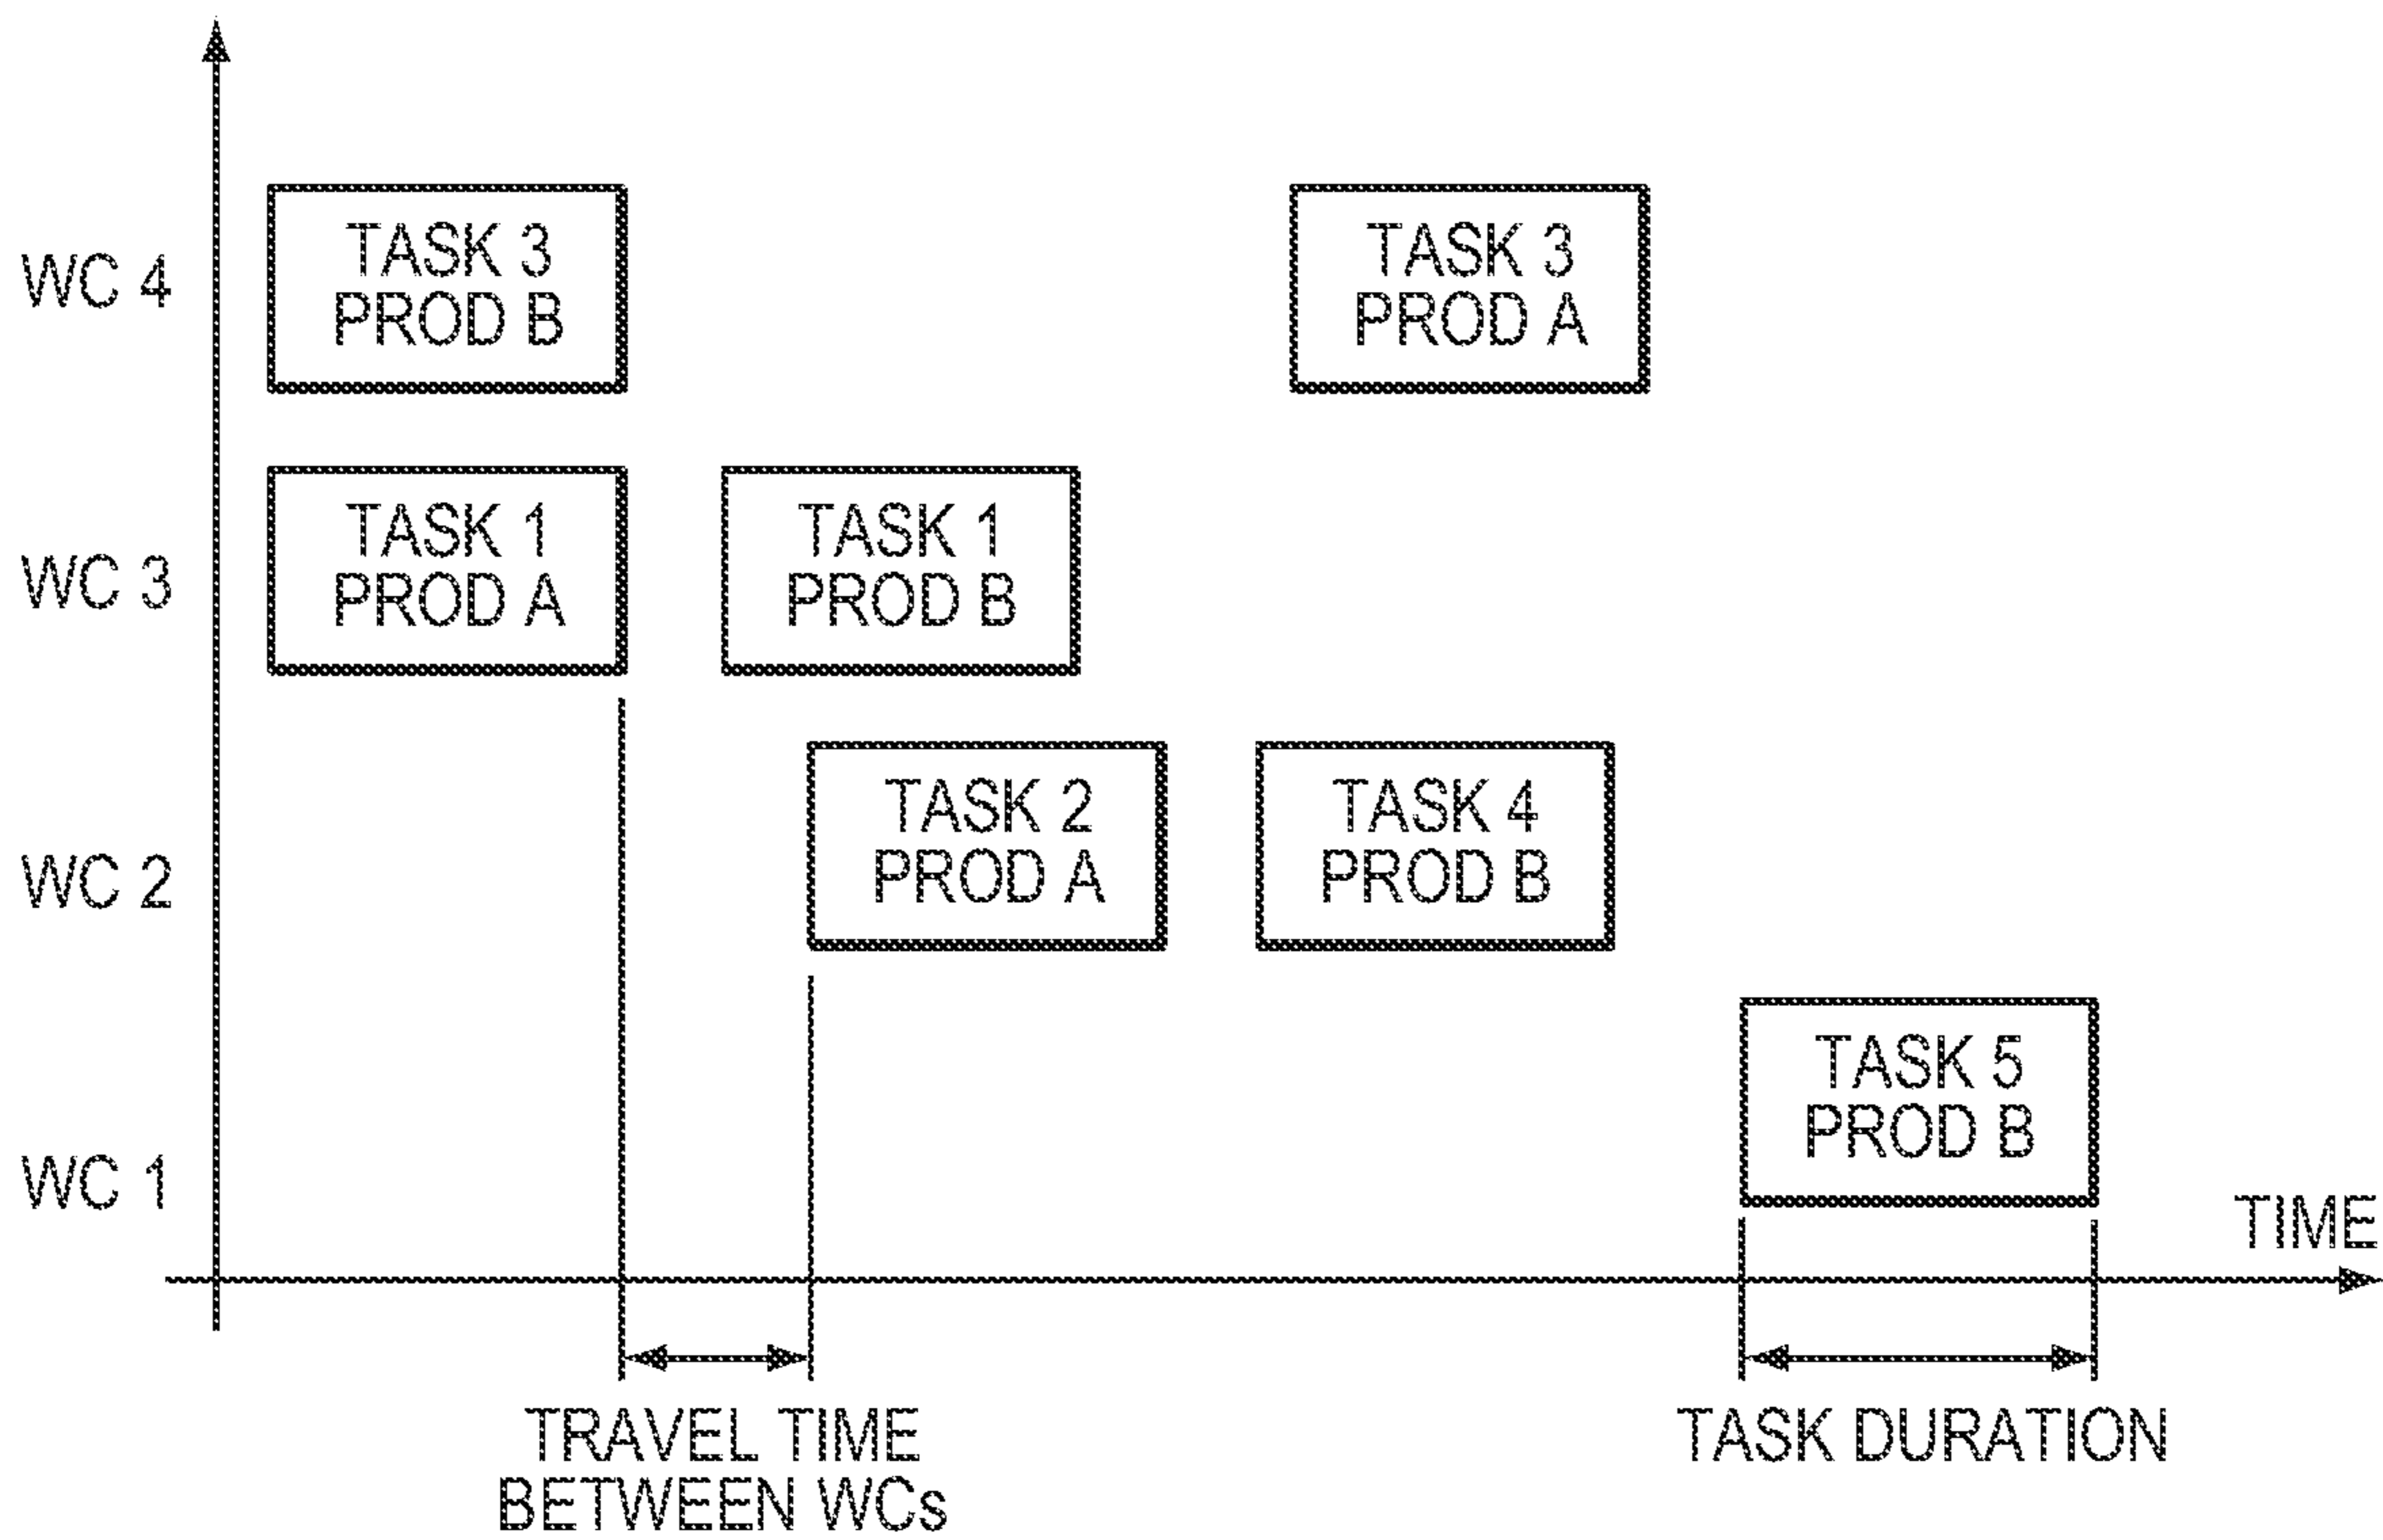 WC 4
TASK 3
PROD B
TASK 3
PROD A
WC 3
TASK 1
PROD A
TASK 1
PROD B
WC 2
TASK 2
PROD A
TASK 4
PROD B
WC 1
TASK 5
PROD B
TIME
TRAVEL TIME
BETWEEN WCs
TASK DURATION